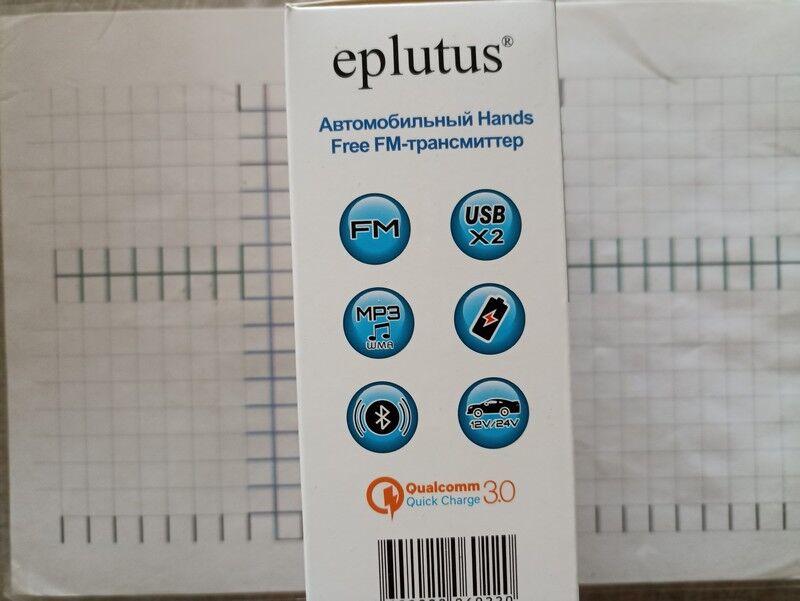 eplutus®
Автомобильный Hands
Free FM-трансмиттер
FM
USB
X2
MP3
WMA
12V/24V
Qualcomm
Quick Charge 3.0